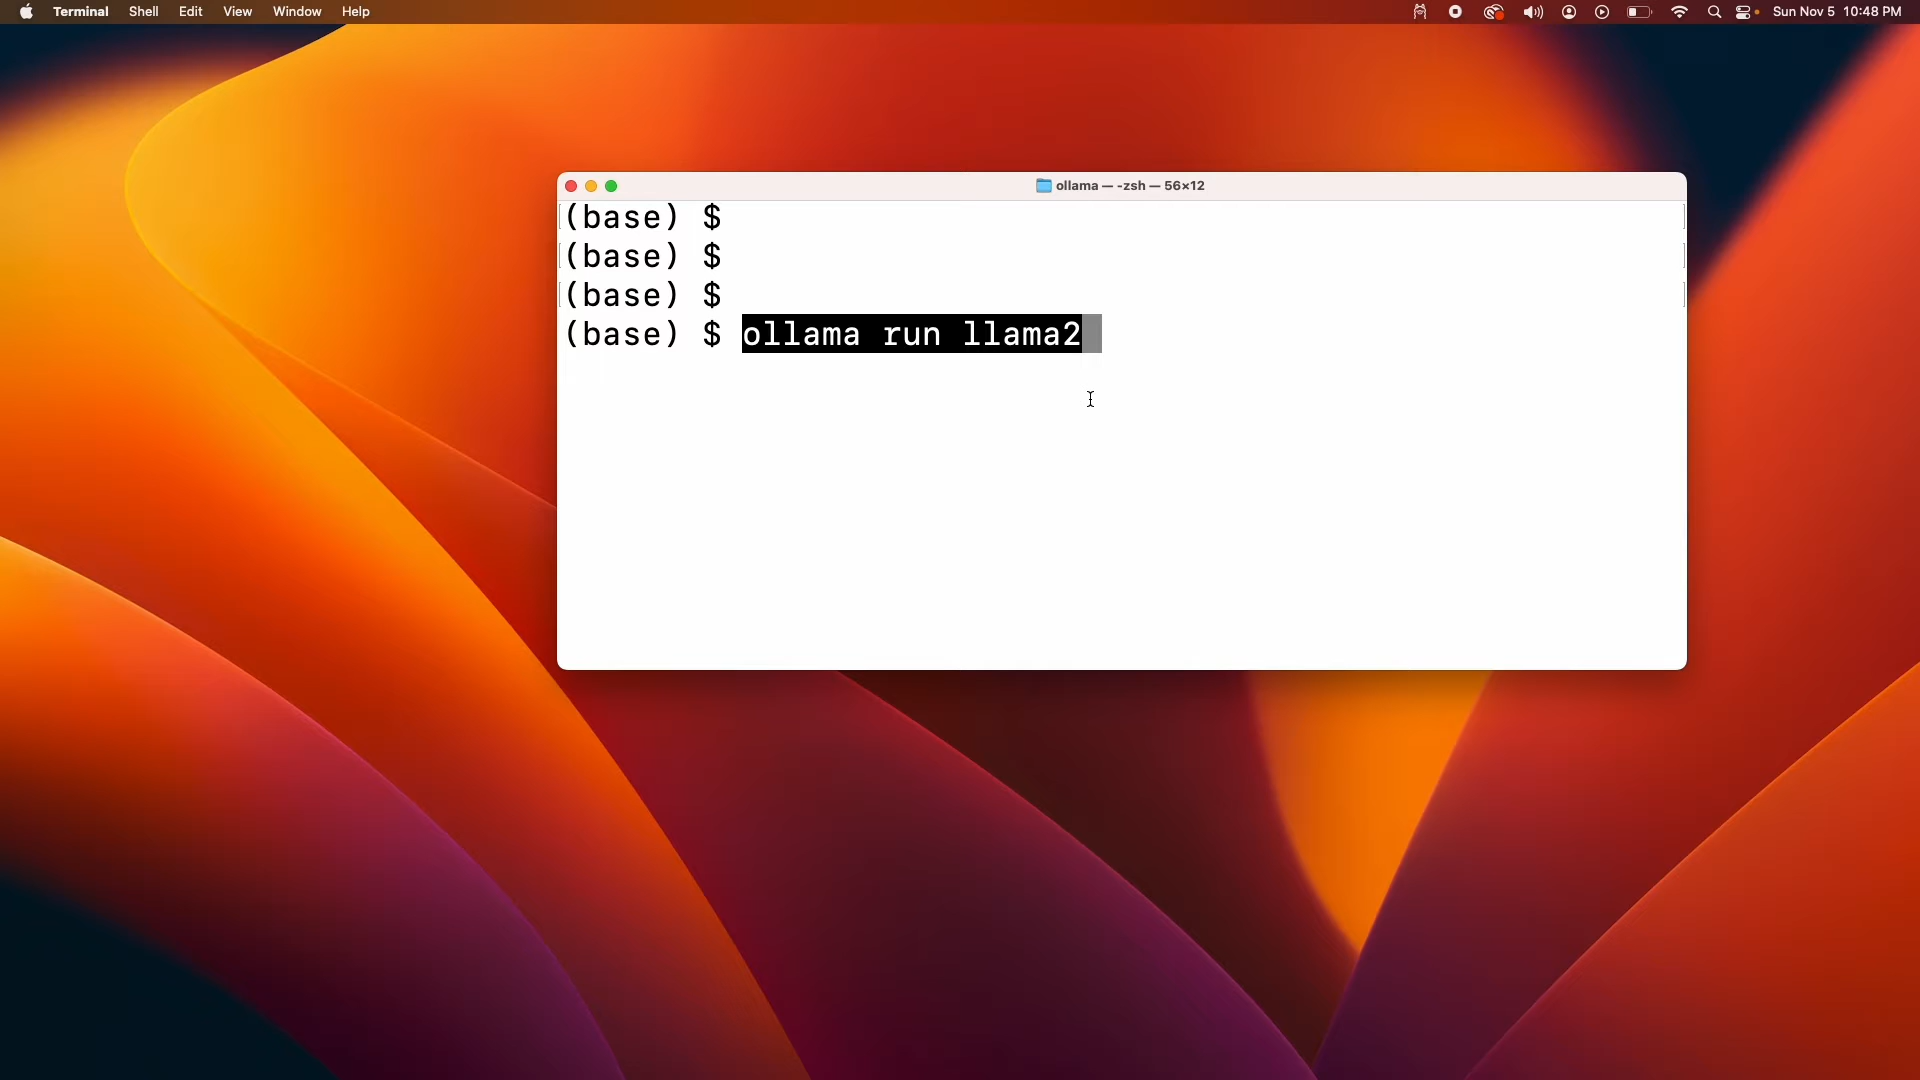 Terminal Shell Edit View Window Help Sun Nov 5 10:48 PM
ollama — -zsh — 56×12
(base) $
(base) $
(base) $
(base) $ ollama run llama2